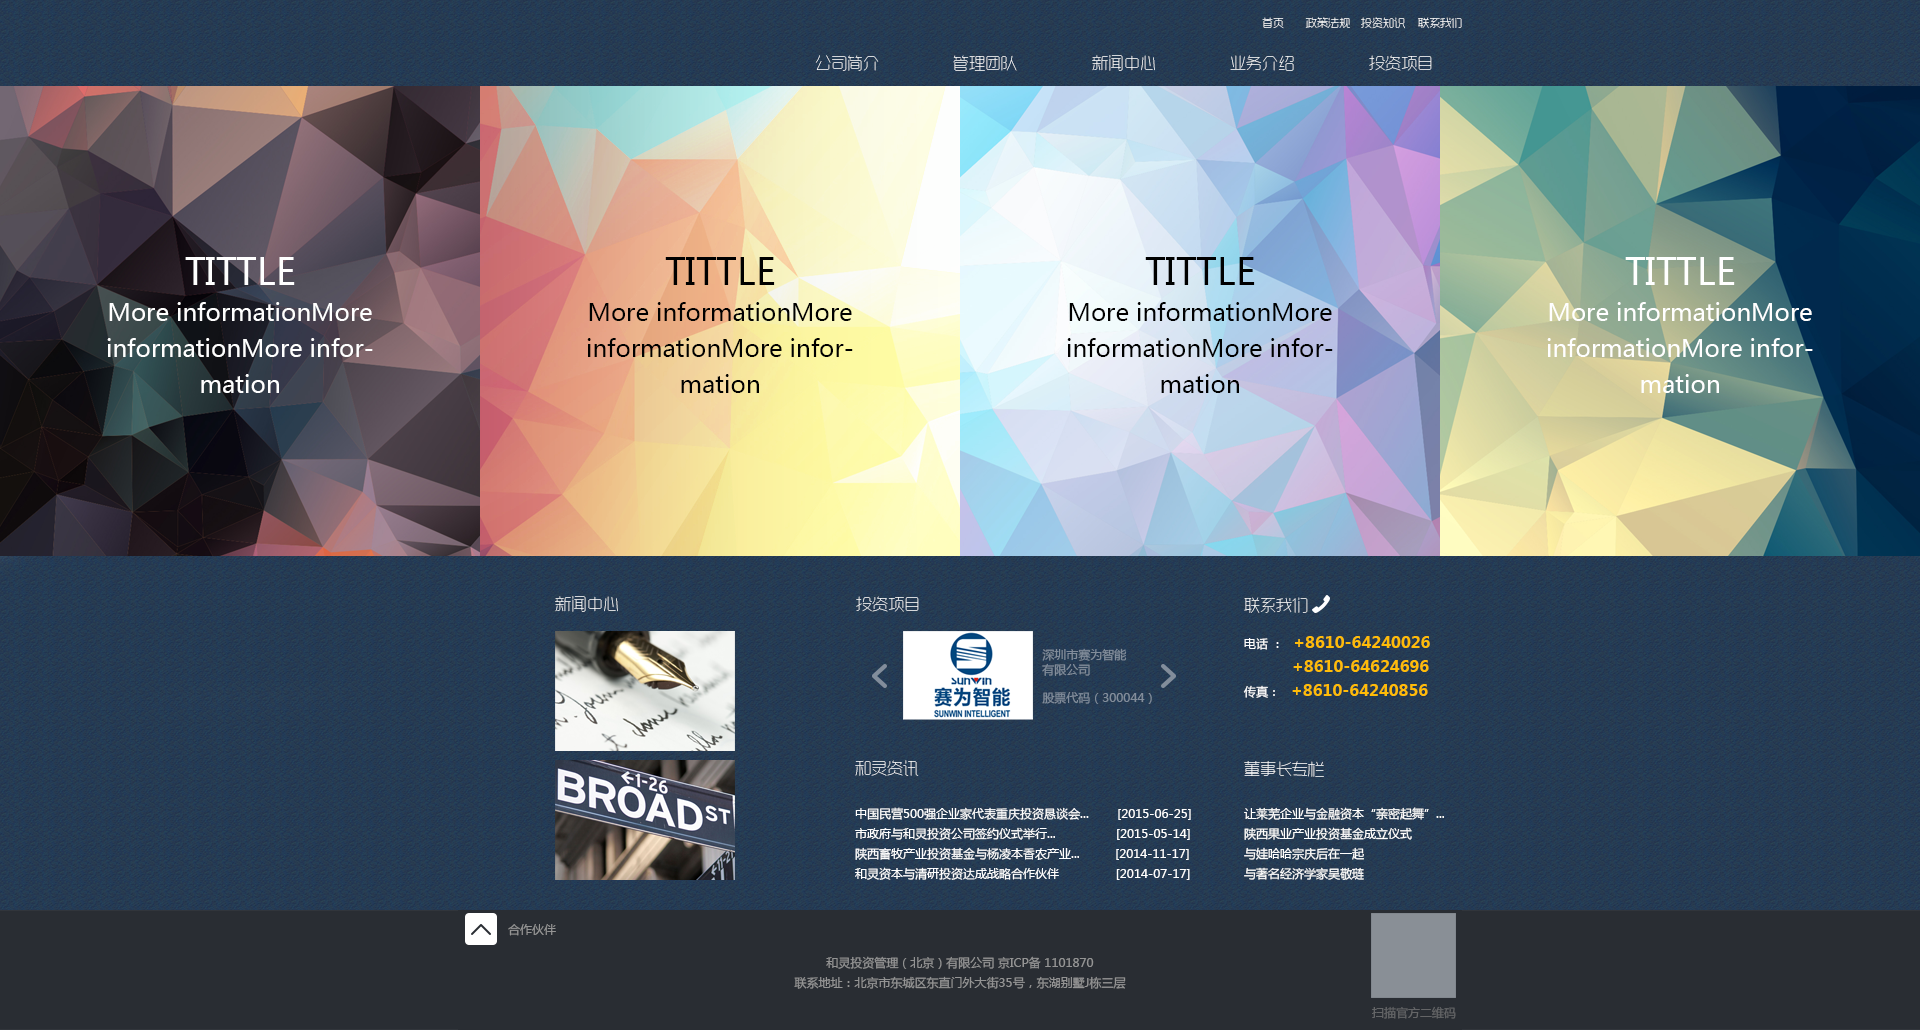 首页 政策法规 投资知识 联系我们
公司简介 管理团队 新闻中心 业务介绍 投资项目
TITTLE
More informationMore
informationMore infor-
mation
TITTLE
More informationMore
informationMore infor-
mation
TITTLE
More informationMore
informationMore infor-
mation
TITTLE
More informationMore
informationMore infor-
mation
新闻中心
1-26
BROAD ST
投资项目
sunwin
赛为智能
SUNWIN INTELLIGENT
深圳市赛为智能
有限公司
股票代码（300044）
联系我们
电话： +8610-64240026
+8610-64624696
传真： +8610-64240856
和灵资讯
中国民营500强企业家代表重庆投资恳谈会... [2015-06-25]
市政府与和灵投资公司签约仪式举行... [2015-05-14]
陕西畜牧产业投资基金与杨凌本香农产业... [2014-11-17]
和灵资本与清研投资达成战略合作伙伴 [2014-07-17]
董事长专栏
让莱芜企业与金融资本“亲密起舞”...
陕西果业产业投资基金成立仪式
与娃哈哈宗庆后在一起
与著名经济学家吴敬琏
合作伙伴
和灵投资管理（北京）有限公司 京ICP备 1101870
联系地址：北京市东城区东直门外大街35号，东湖别墅J栋三层
扫描官方二维码